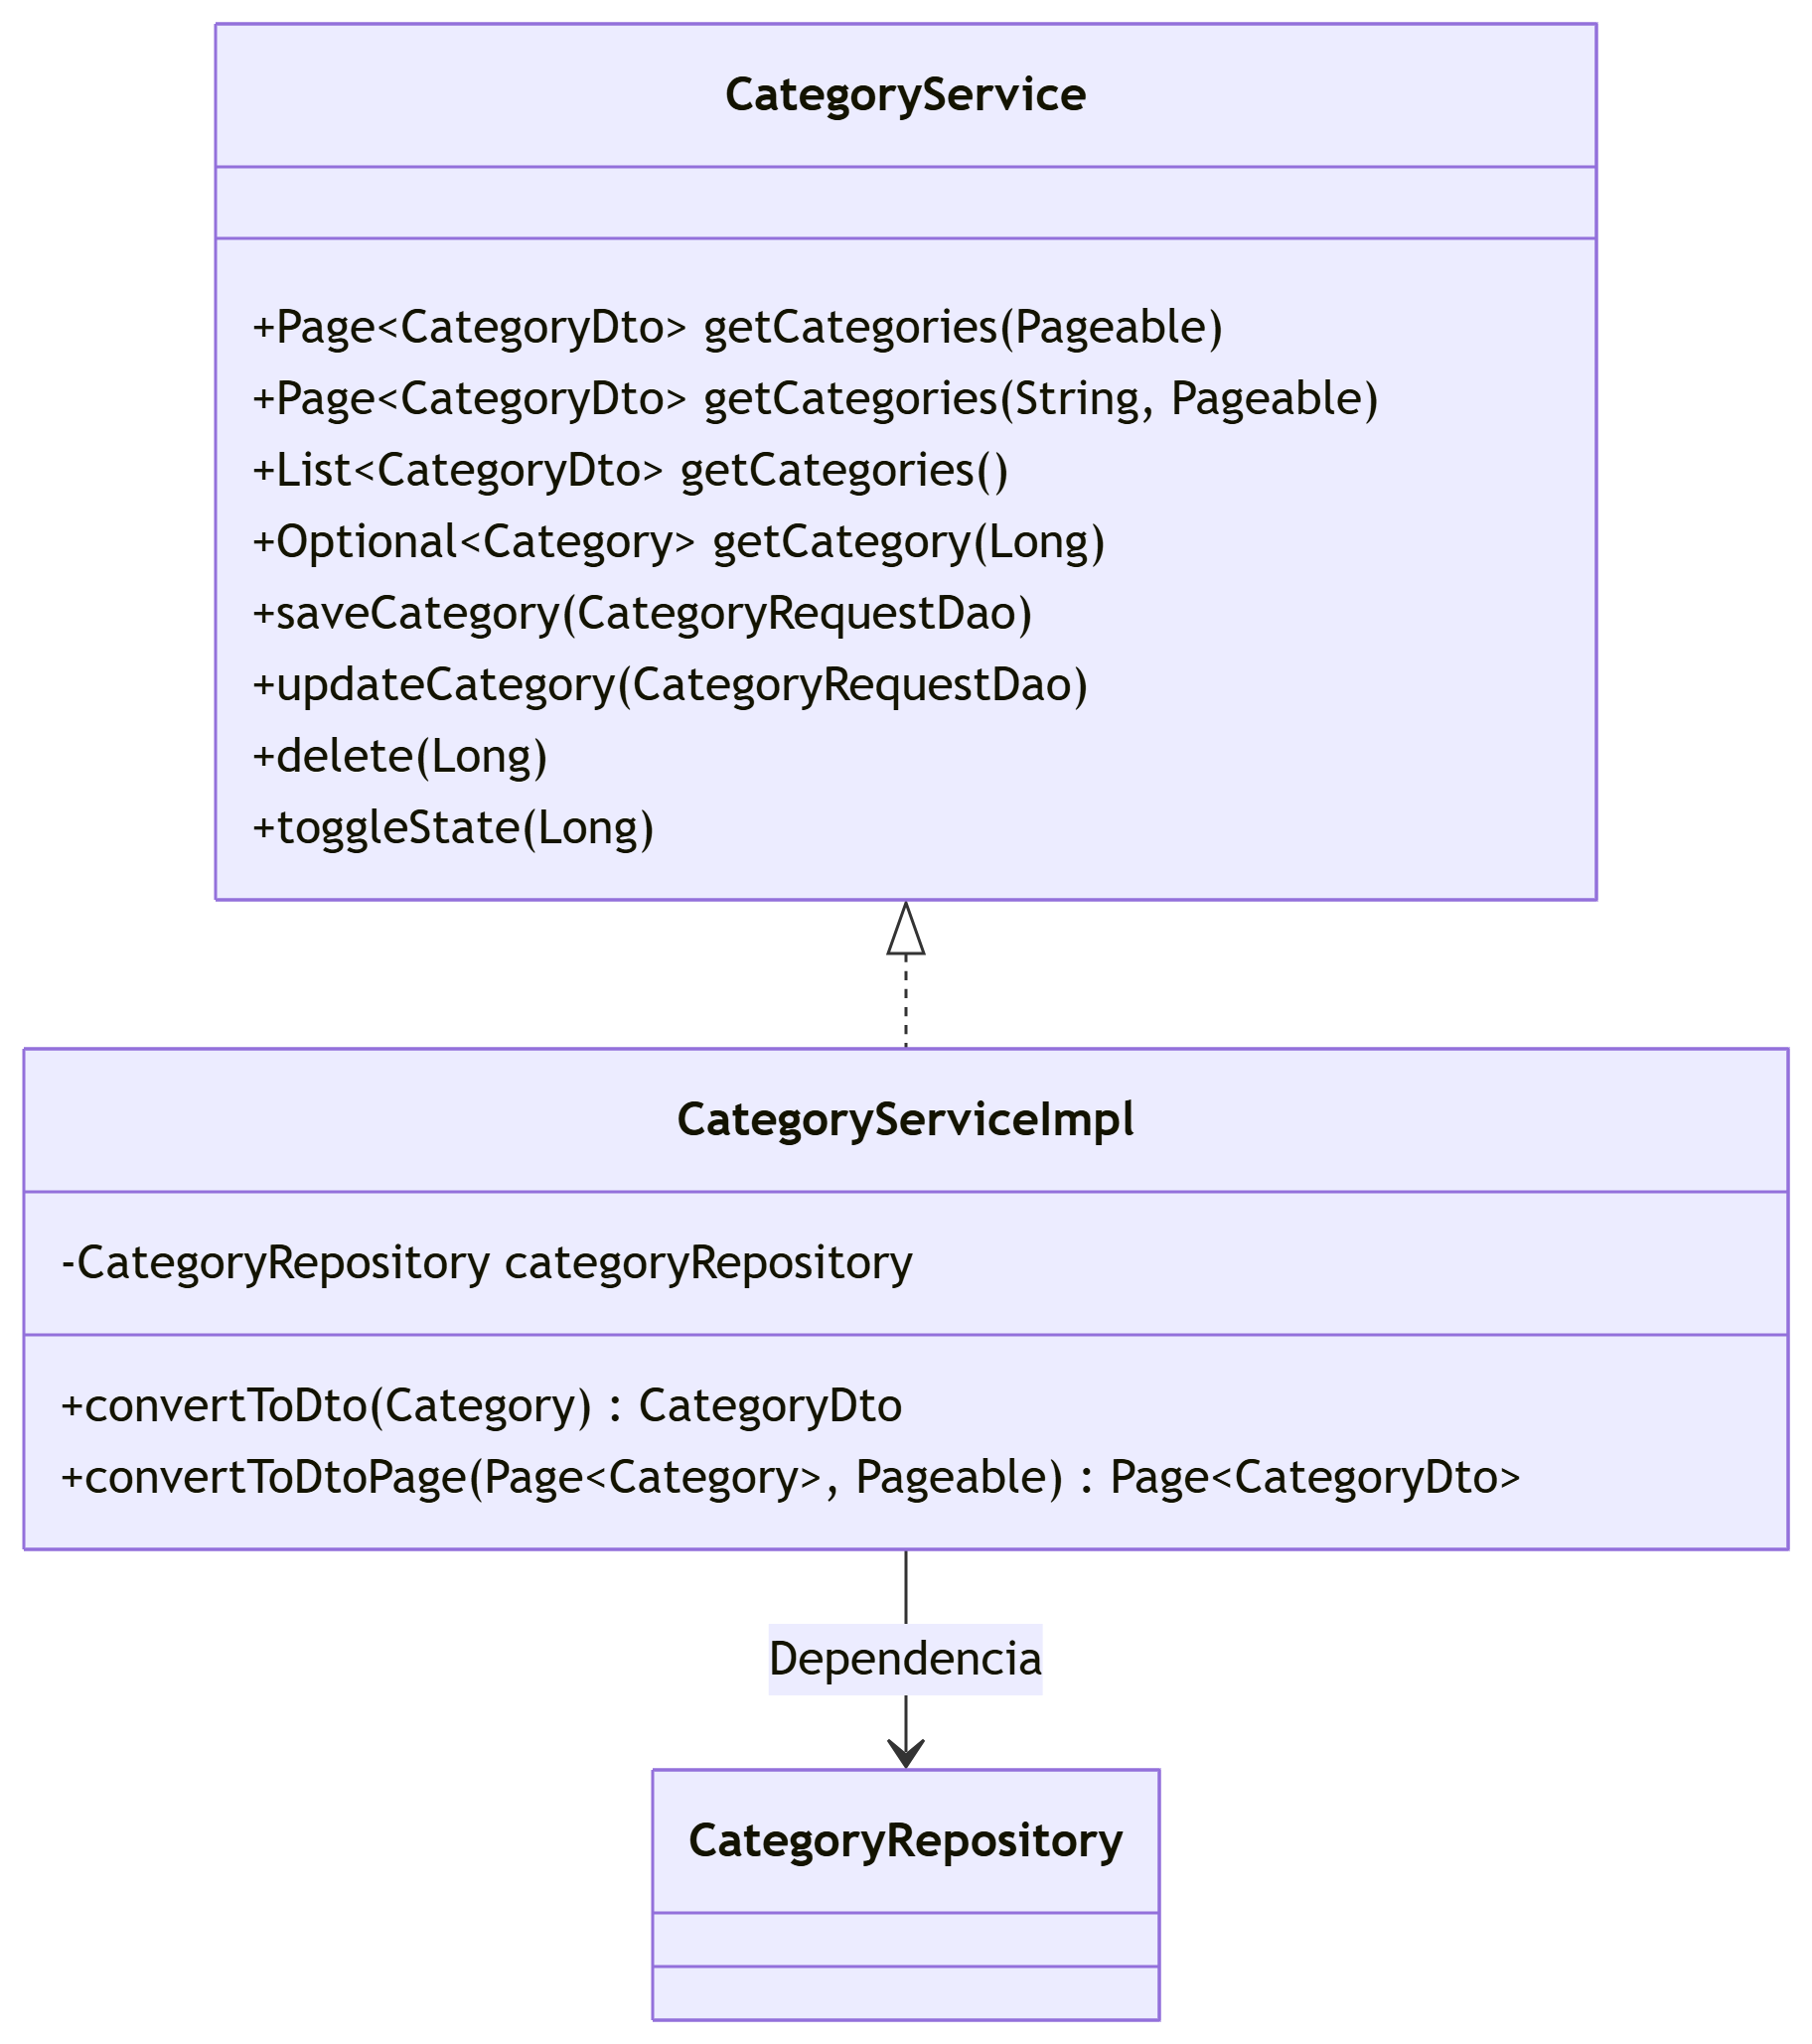 CategoryService
+Page<CategoryDto> getCategories(Pageable)
+Page<CategoryDto> getCategories(String, Pageable)
+List<CategoryDto> getCategories()
+Optional<Category> getCategory(Long)
+saveCategory(CategoryRequestDao)
+updateCategory(CategoryRequestDao)
+delete(Long)
+toggleState(Long)
CategoryServiceImpl
-CategoryRepository categoryRepository
+convertToDto(Category) : CategoryDto
+convertToDtoPage(Page<Category>, Pageable) : Page<CategoryDto>
Dependencia
CategoryRepository